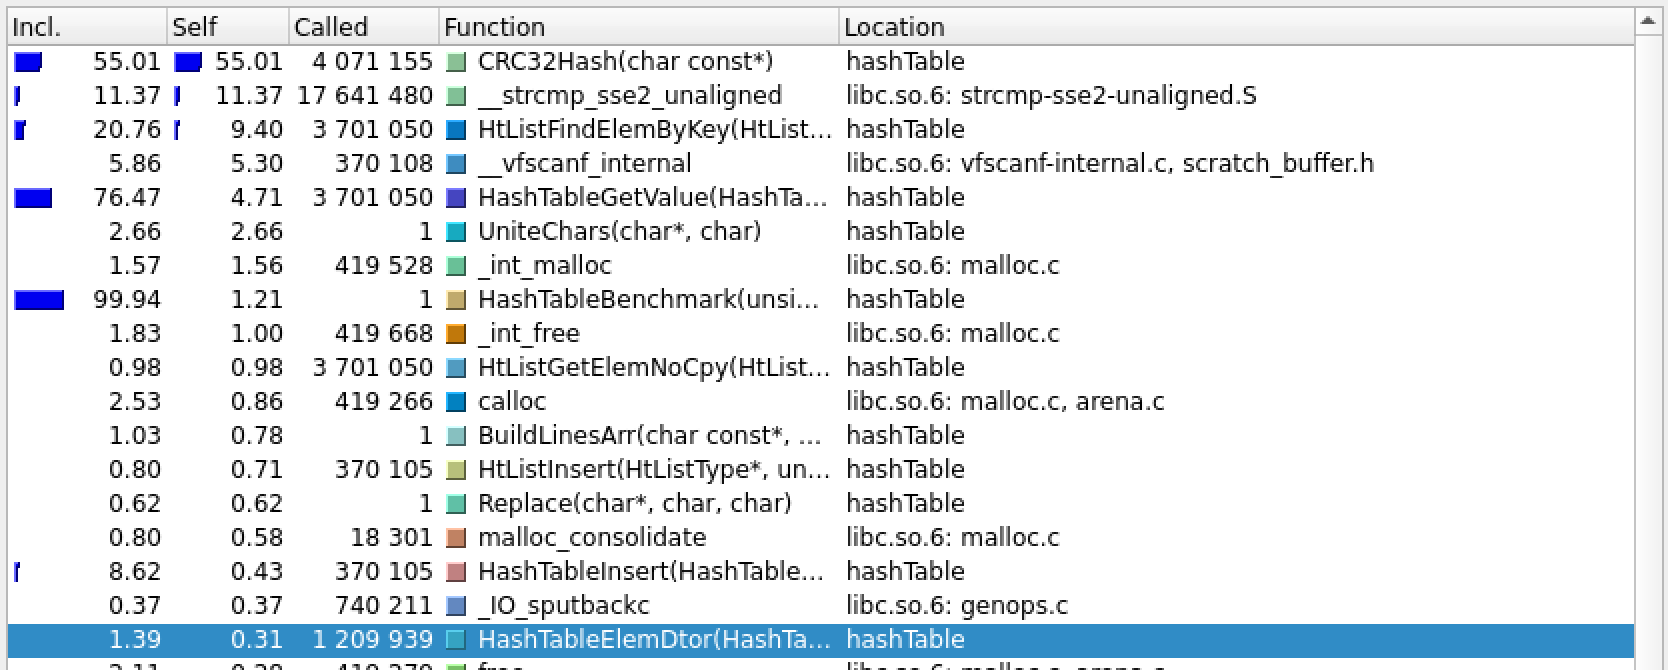 Incl. Self Called Function Location
55.01 55.01 4 071 155 CRC32Hash(char const*) hashTable
11.37 11.37 17 641 480 __strcmp_sse2_unaligned libc.so.6: strcmp-sse2-unaligned.S
20.76 9.40 3 701 050 HtListFindElemByKey(HtList... hashTable
5.86 5.30 370 108 __vfscanf_internal libc.so.6: vfscanf-internal.c, scratch_buffer.h
76.47 4.71 3 701 050 HashTableGetValue(HashTa... hashTable
2.66 2.66 1 UniteChars(char*, char) hashTable
1.57 1.56 419 528 _int_malloc libc.so.6: malloc.c
99.94 1.21 1 HashTableBenchmark(unsi... hashTable
1.83 1.00 419 668 _int_free libc.so.6: malloc.c
0.98 0.98 3 701 050 HtListGetElemNoCpy(HtList... hashTable
2.53 0.86 419 266 calloc libc.so.6: malloc.c, arena.c
1.03 0.78 1 BuildLinesArr(char const*, ... hashTable
0.80 0.71 370 105 HtListInsert(HtListType*, un... hashTable
0.62 0.62 1 Replace(char*, char, char) hashTable
0.80 0.58 18 301 malloc_consolidate libc.so.6: malloc.c
8.62 0.43 370 105 HashTableInsert(HashTable... hashTable
0.37 0.37 740 211 _IO_sputbackc libc.so.6: genops.c
1.39 0.31 1 209 939 HashTableElemDtor(HashTa... hashTable